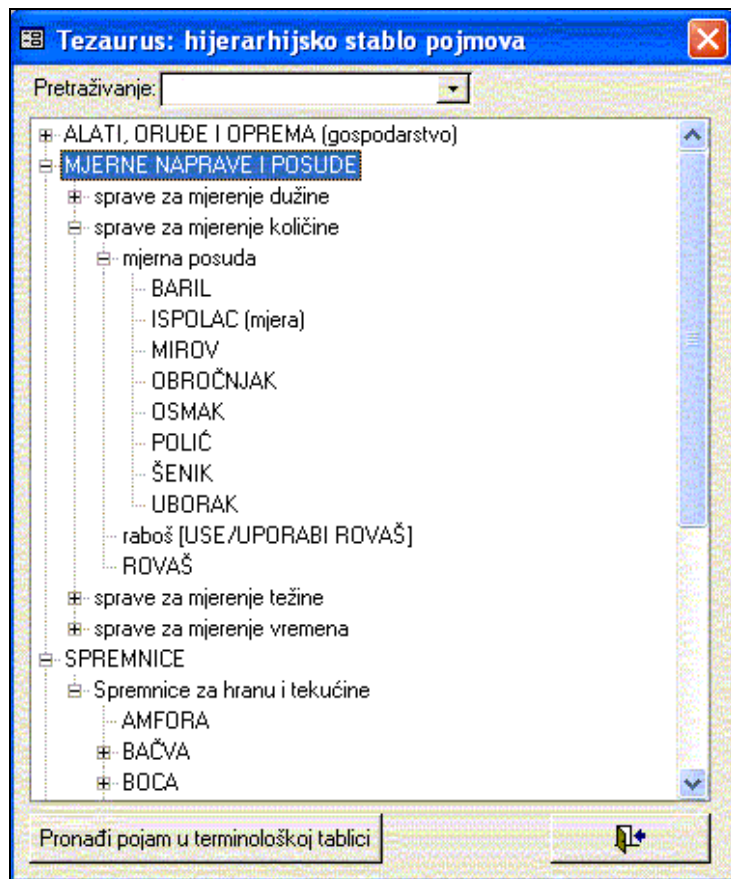 Tezaurus: hijerarhijsko stablo pojmova
Pretraživanje:
ALATI, ORUĐE I OPREMA (gospodarstvo)
MJERNE NAPRAVE I POSUDE
sprave za mjerenje dužine
sprave za mjerenje količine
mjerna posuda
BARIL
ISPOLAC (mjera)
MIROV
OBROČNJAK
OSMAK
POLIĆ
ŠENIK
UBORAK
raboš [USE/UPORABI ROVAŠ]
ROVAŠ
sprave za mjerenje težine
sprave za mjerenje vremena
SPREMNICE
Spremnice za hranu i tekućine
AMFORA
BAČVA
BOCA
Pronađi pojam u terminološkoj tablici